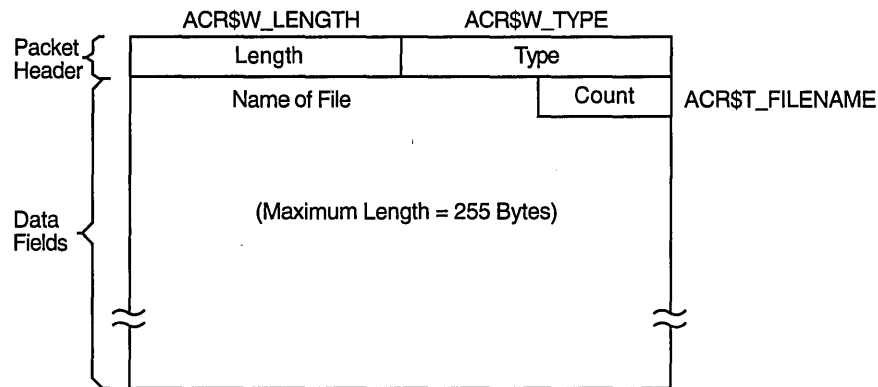 ACR$W_LENGTH ACR$W_TYPE
Packet Header
Length Type
Name of File Count ACR$T_FILENAME
(Maximum Length = 255 Bytes)
Data
Fields